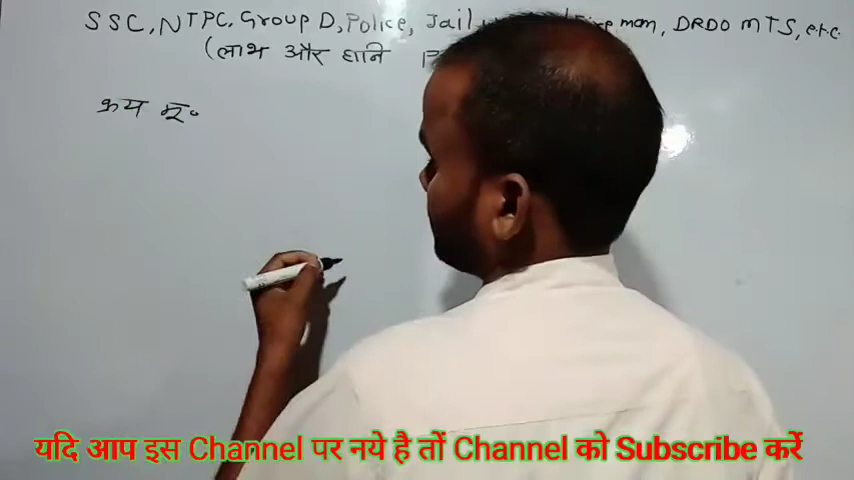 SSC, NTPC, Group D, Police, Jail man, DRDO MTS, etc
(लाभ और हानि
क्रय मू०
यदि आप इस Channel पर नये है तों Channel को Subscribe करें